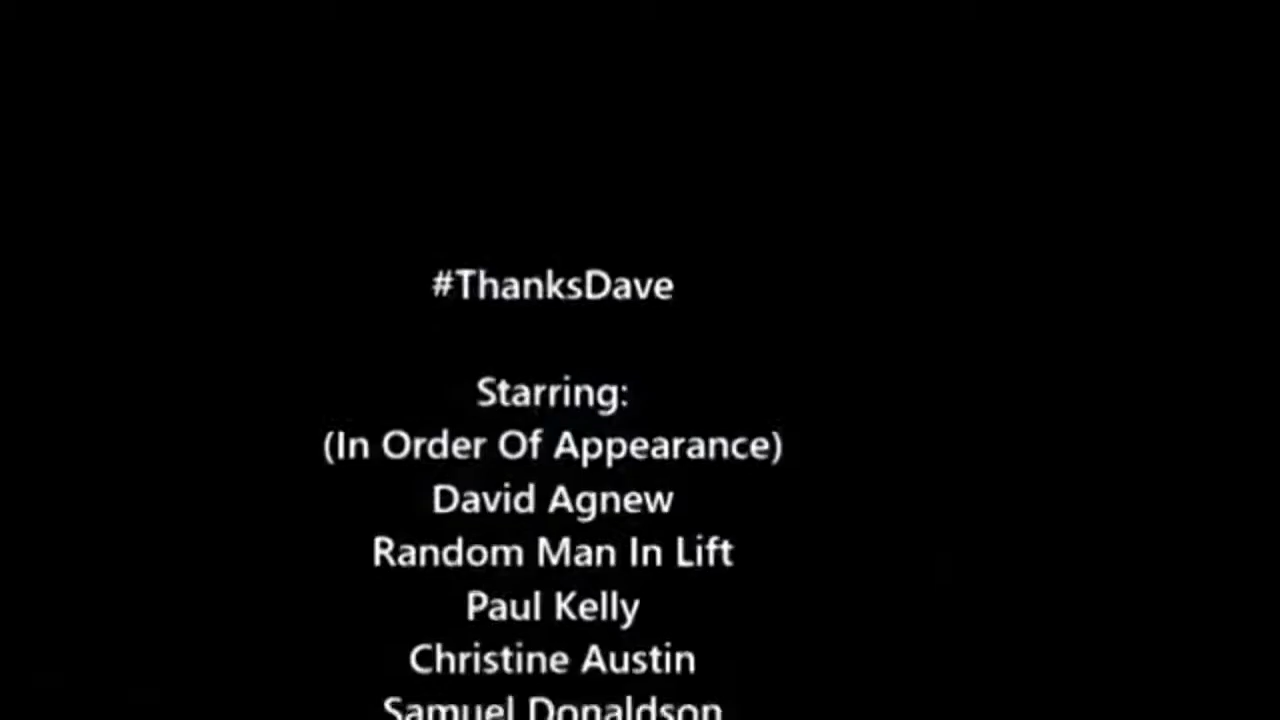 #ThanksDave
Starring:
(In Order Of Appearance)
David Agnew
Random Man In Lift
Paul Kelly
Christine Austin
Samuel Donaldson